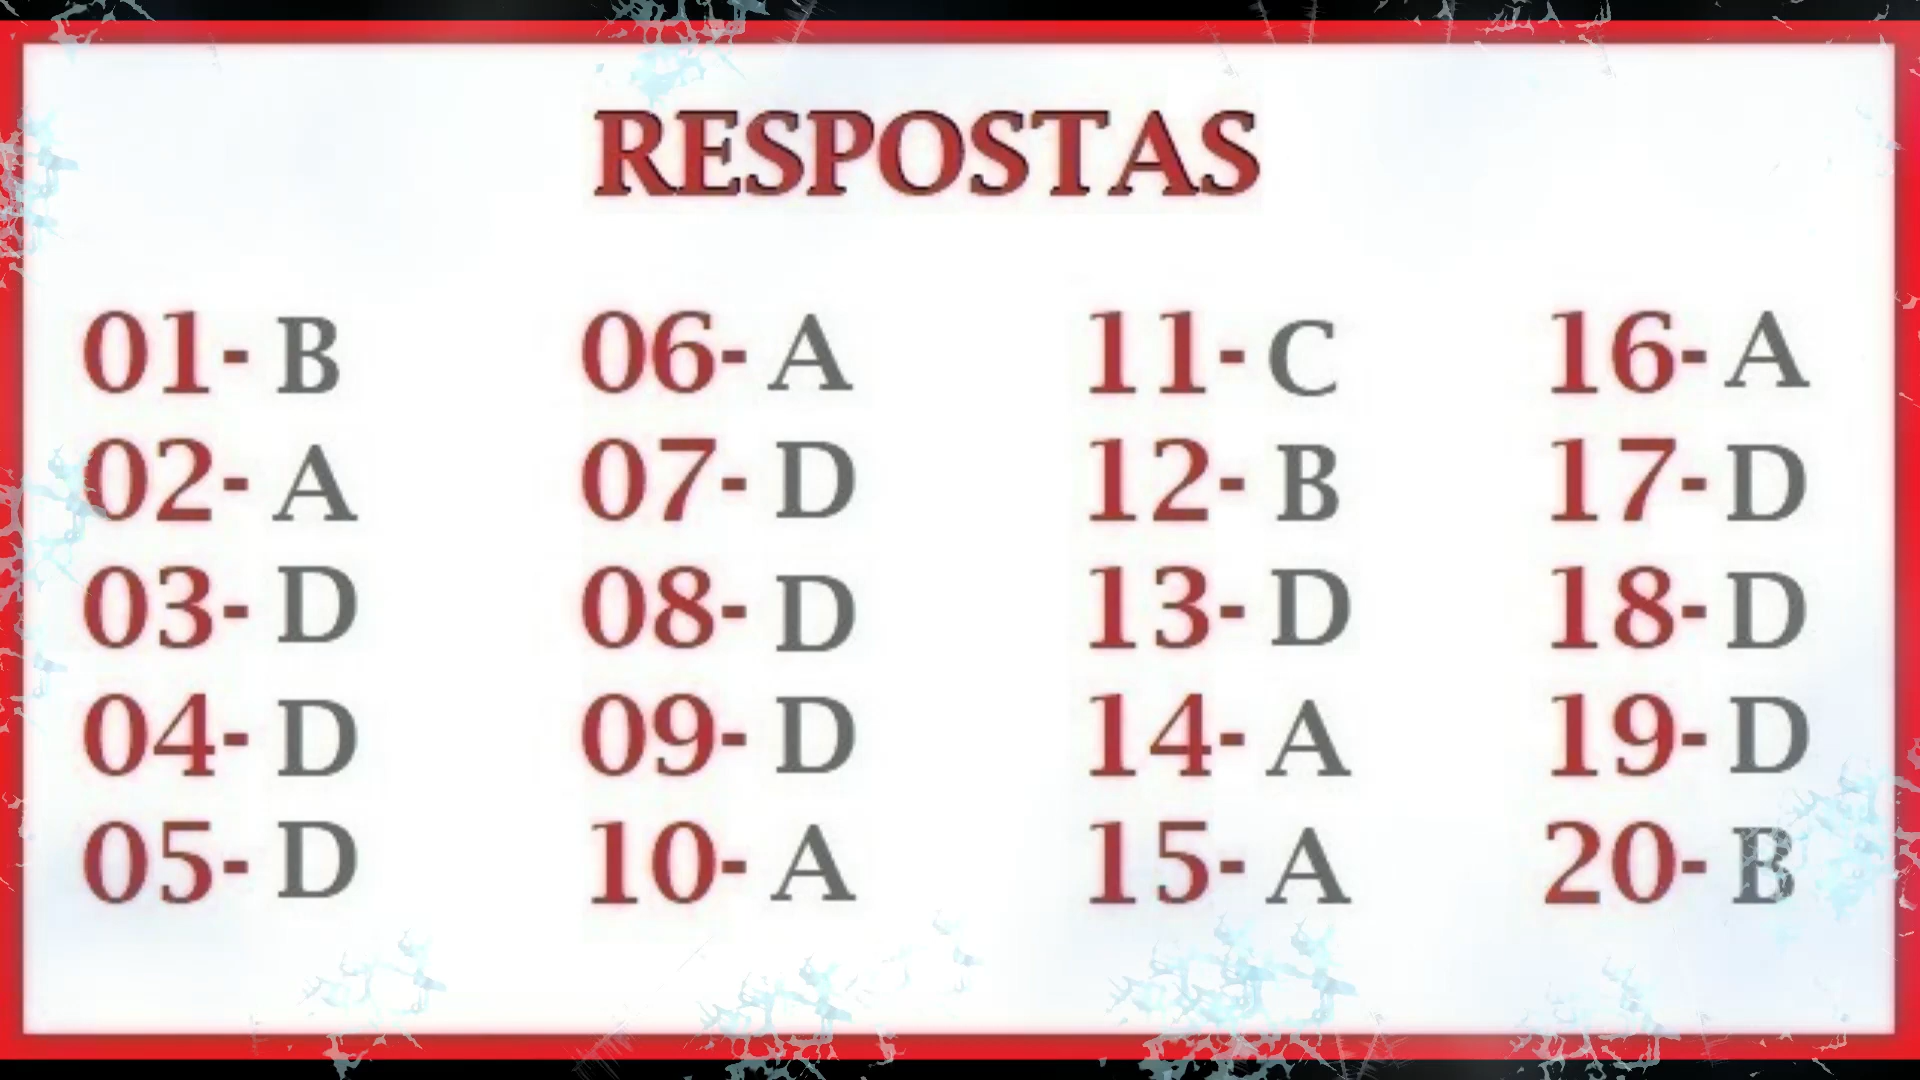 RESPOSTAS
01- B
02- A
03- D
04- D
05- D
06- A
07- D
08- D
09- D
10- A
11- C
12- B
13- D
14- A
15- A
16- A
17- D
18- D
19- D
20- B